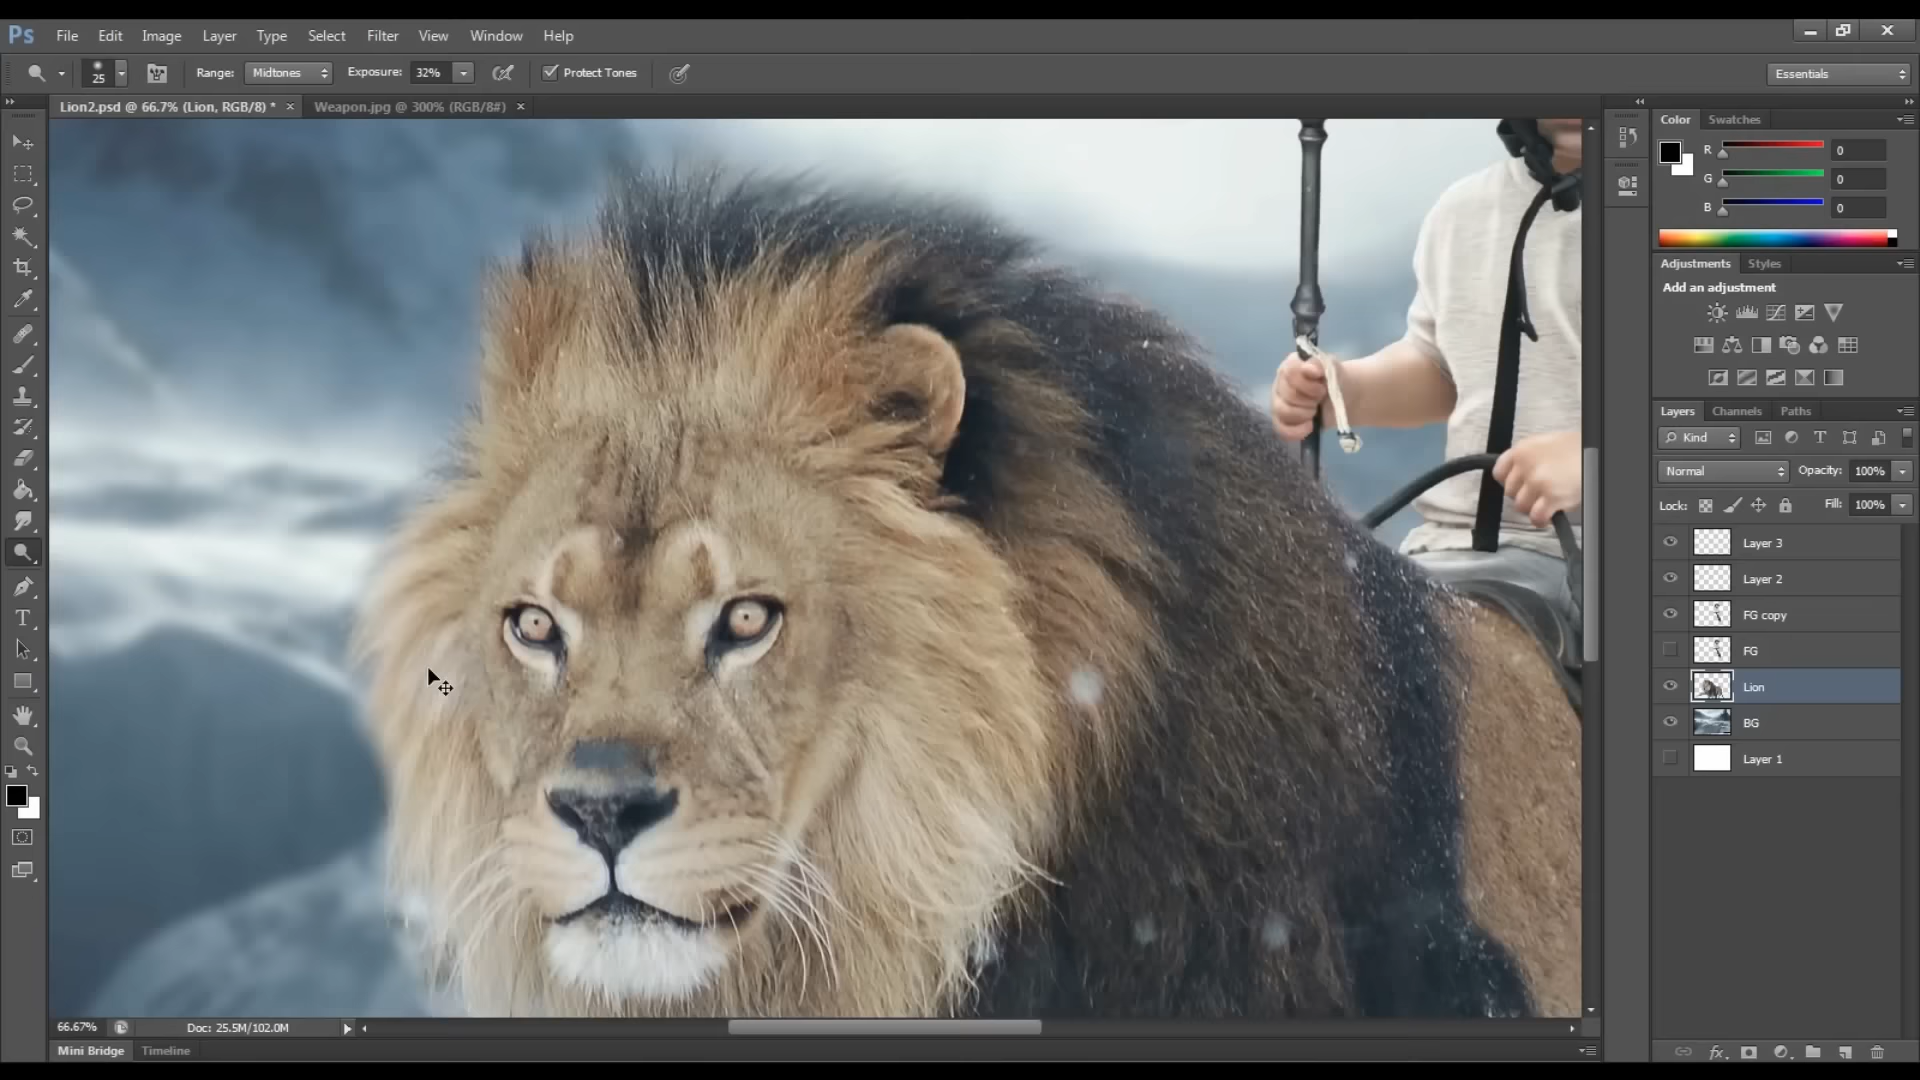 Ps File Edit Image Layer Type Select Filter View Window Help
25 Range: Midtones Exposure: 32% Protect Tones Essentials
Lion2.psd @ 66.7% (Lion, RGB/8) * × Weapon.jpg @ 300% (RGB/8#) ×
Color Swatches
R 0
G 0
B 0
Adjustments Styles
Add an adjustment
Layers Channels Paths
Kind
Normal Opacity: 100%
Lock: Fill: 100%
Layer 3
Layer 2
FG copy
FG
Lion
BG
Layer 1
66.67% Doc: 25.5M/102.0M
Mini Bridge Timeline